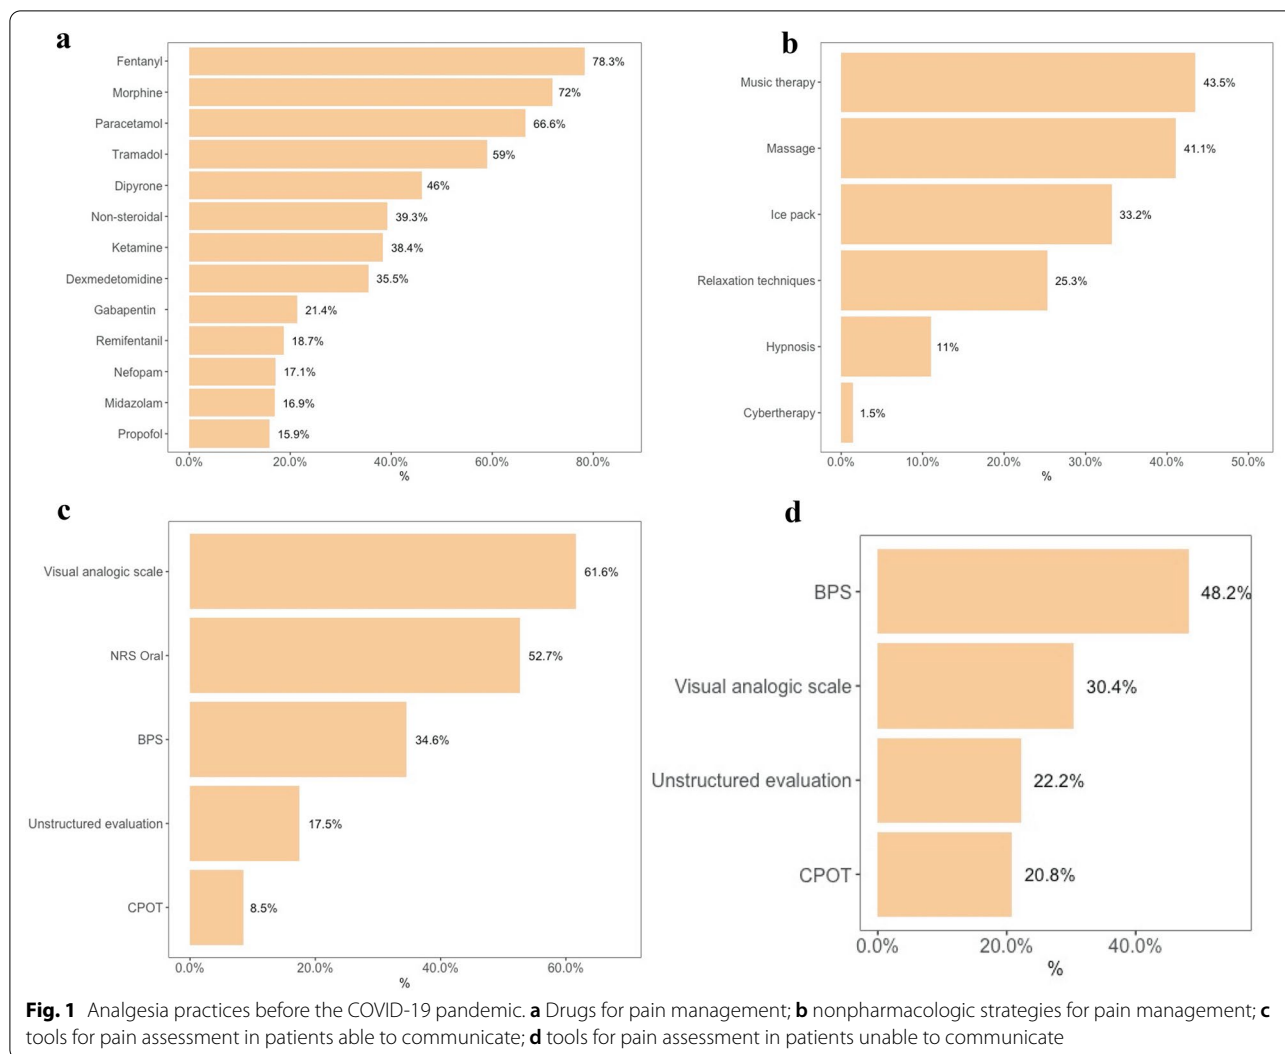 a
Fentanyl 78.3%
Morphine 72%
Paracetamol 66.6%
Tramadol 59%
Dipyrone 46%
Non-steroidal 39.3%
Ketamine 38.4%
Dexmedetomidine 35.5%
Gabapentin 21.4%
Remifentanil 18.7%
Nefopam 17.1%
Midazolam 16.9%
Propofol 15.9%
0.0% 20.0% 40.0% 60.0% 80.0%
%
b
Music therapy 43.5%
Massage 41.1%
Ice pack 33.2%
Relaxation techniques 25.3%
Hypnosis 11%
Cybertherapy 1.5%
0.0% 10.0% 20.0% 30.0% 40.0% 50.0%
%
c
Visual analogic scale 61.6%
NRS Oral 52.7%
BPS 34.6%
Unstructured evaluation 17.5%
CPOT 8.5%
0.0% 20.0% 40.0% 60.0%
%
d
BPS 48.2%
Visual analogic scale 30.4%
Unstructured evaluation 22.2%
CPOT 20.8%
0.0% 20.0% 40.0%
%
Fig. 1 Analgesia practices before the COVID-19 pandemic. a Drugs for pain management; b nonpharmacologic strategies for pain management; c
tools for pain assessment in patients able to communicate; d tools for pain assessment in patients unable to communicate